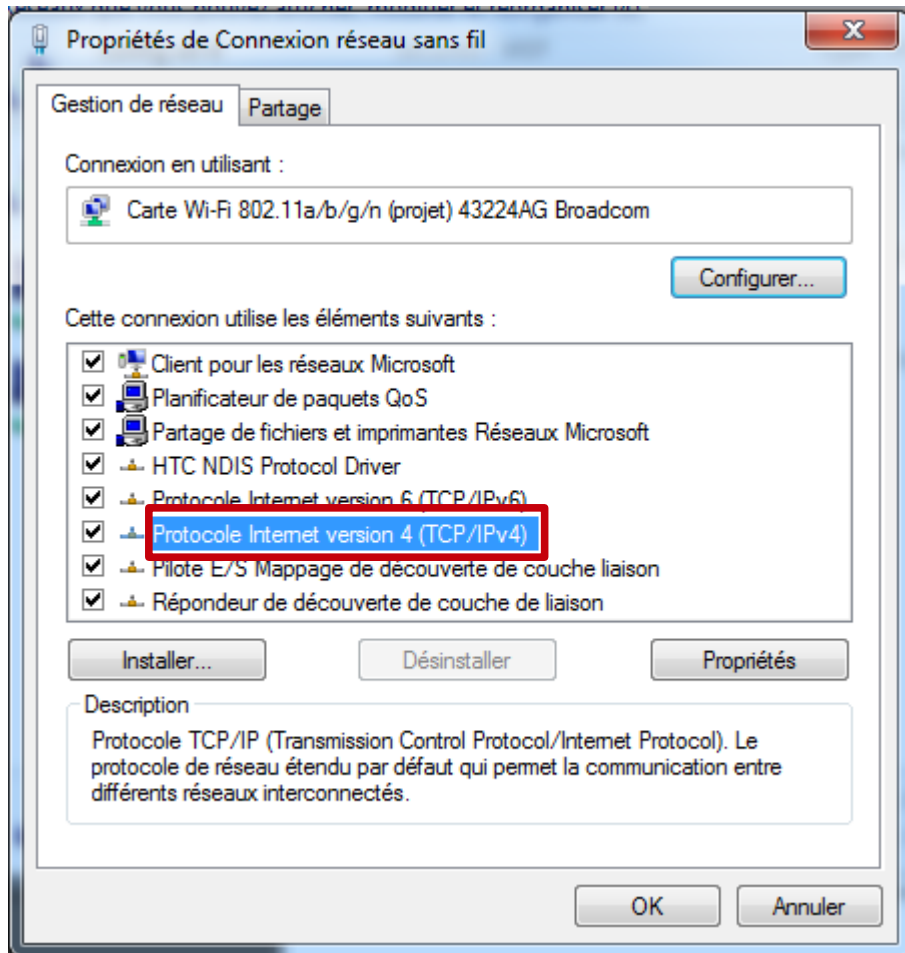 Propriétés de Connexion réseau sans fil
Gestion de réseau
Partage
Connexion en utilisant :
Carte Wi-Fi 802.11a/b/g/n (projet) 43224AG Broadcom
Configurer...
Cette connexion utilise les éléments suivants :
Client pour les réseaux Microsoft
Planificateur de paquets QoS
Partage de fichiers et imprimantes Réseaux Microsoft
HTC NDIS Protocol Driver
Protocole Internet version 6 (TCP/IPv6)
Protocole Internet version 4 (TCP/IPv4)
Pilote E/S Mappage de découverte de couche liaison
Répondeur de découverte de couche de liaison
Installer...
Désinstaller
Propriétés
Description
Protocole TCP/IP (Transmission Control Protocol/Internet Protocol). Le
protocole de réseau étendu par défaut qui permet la communication entre
différents réseaux interconnectés.
OK
Annuler